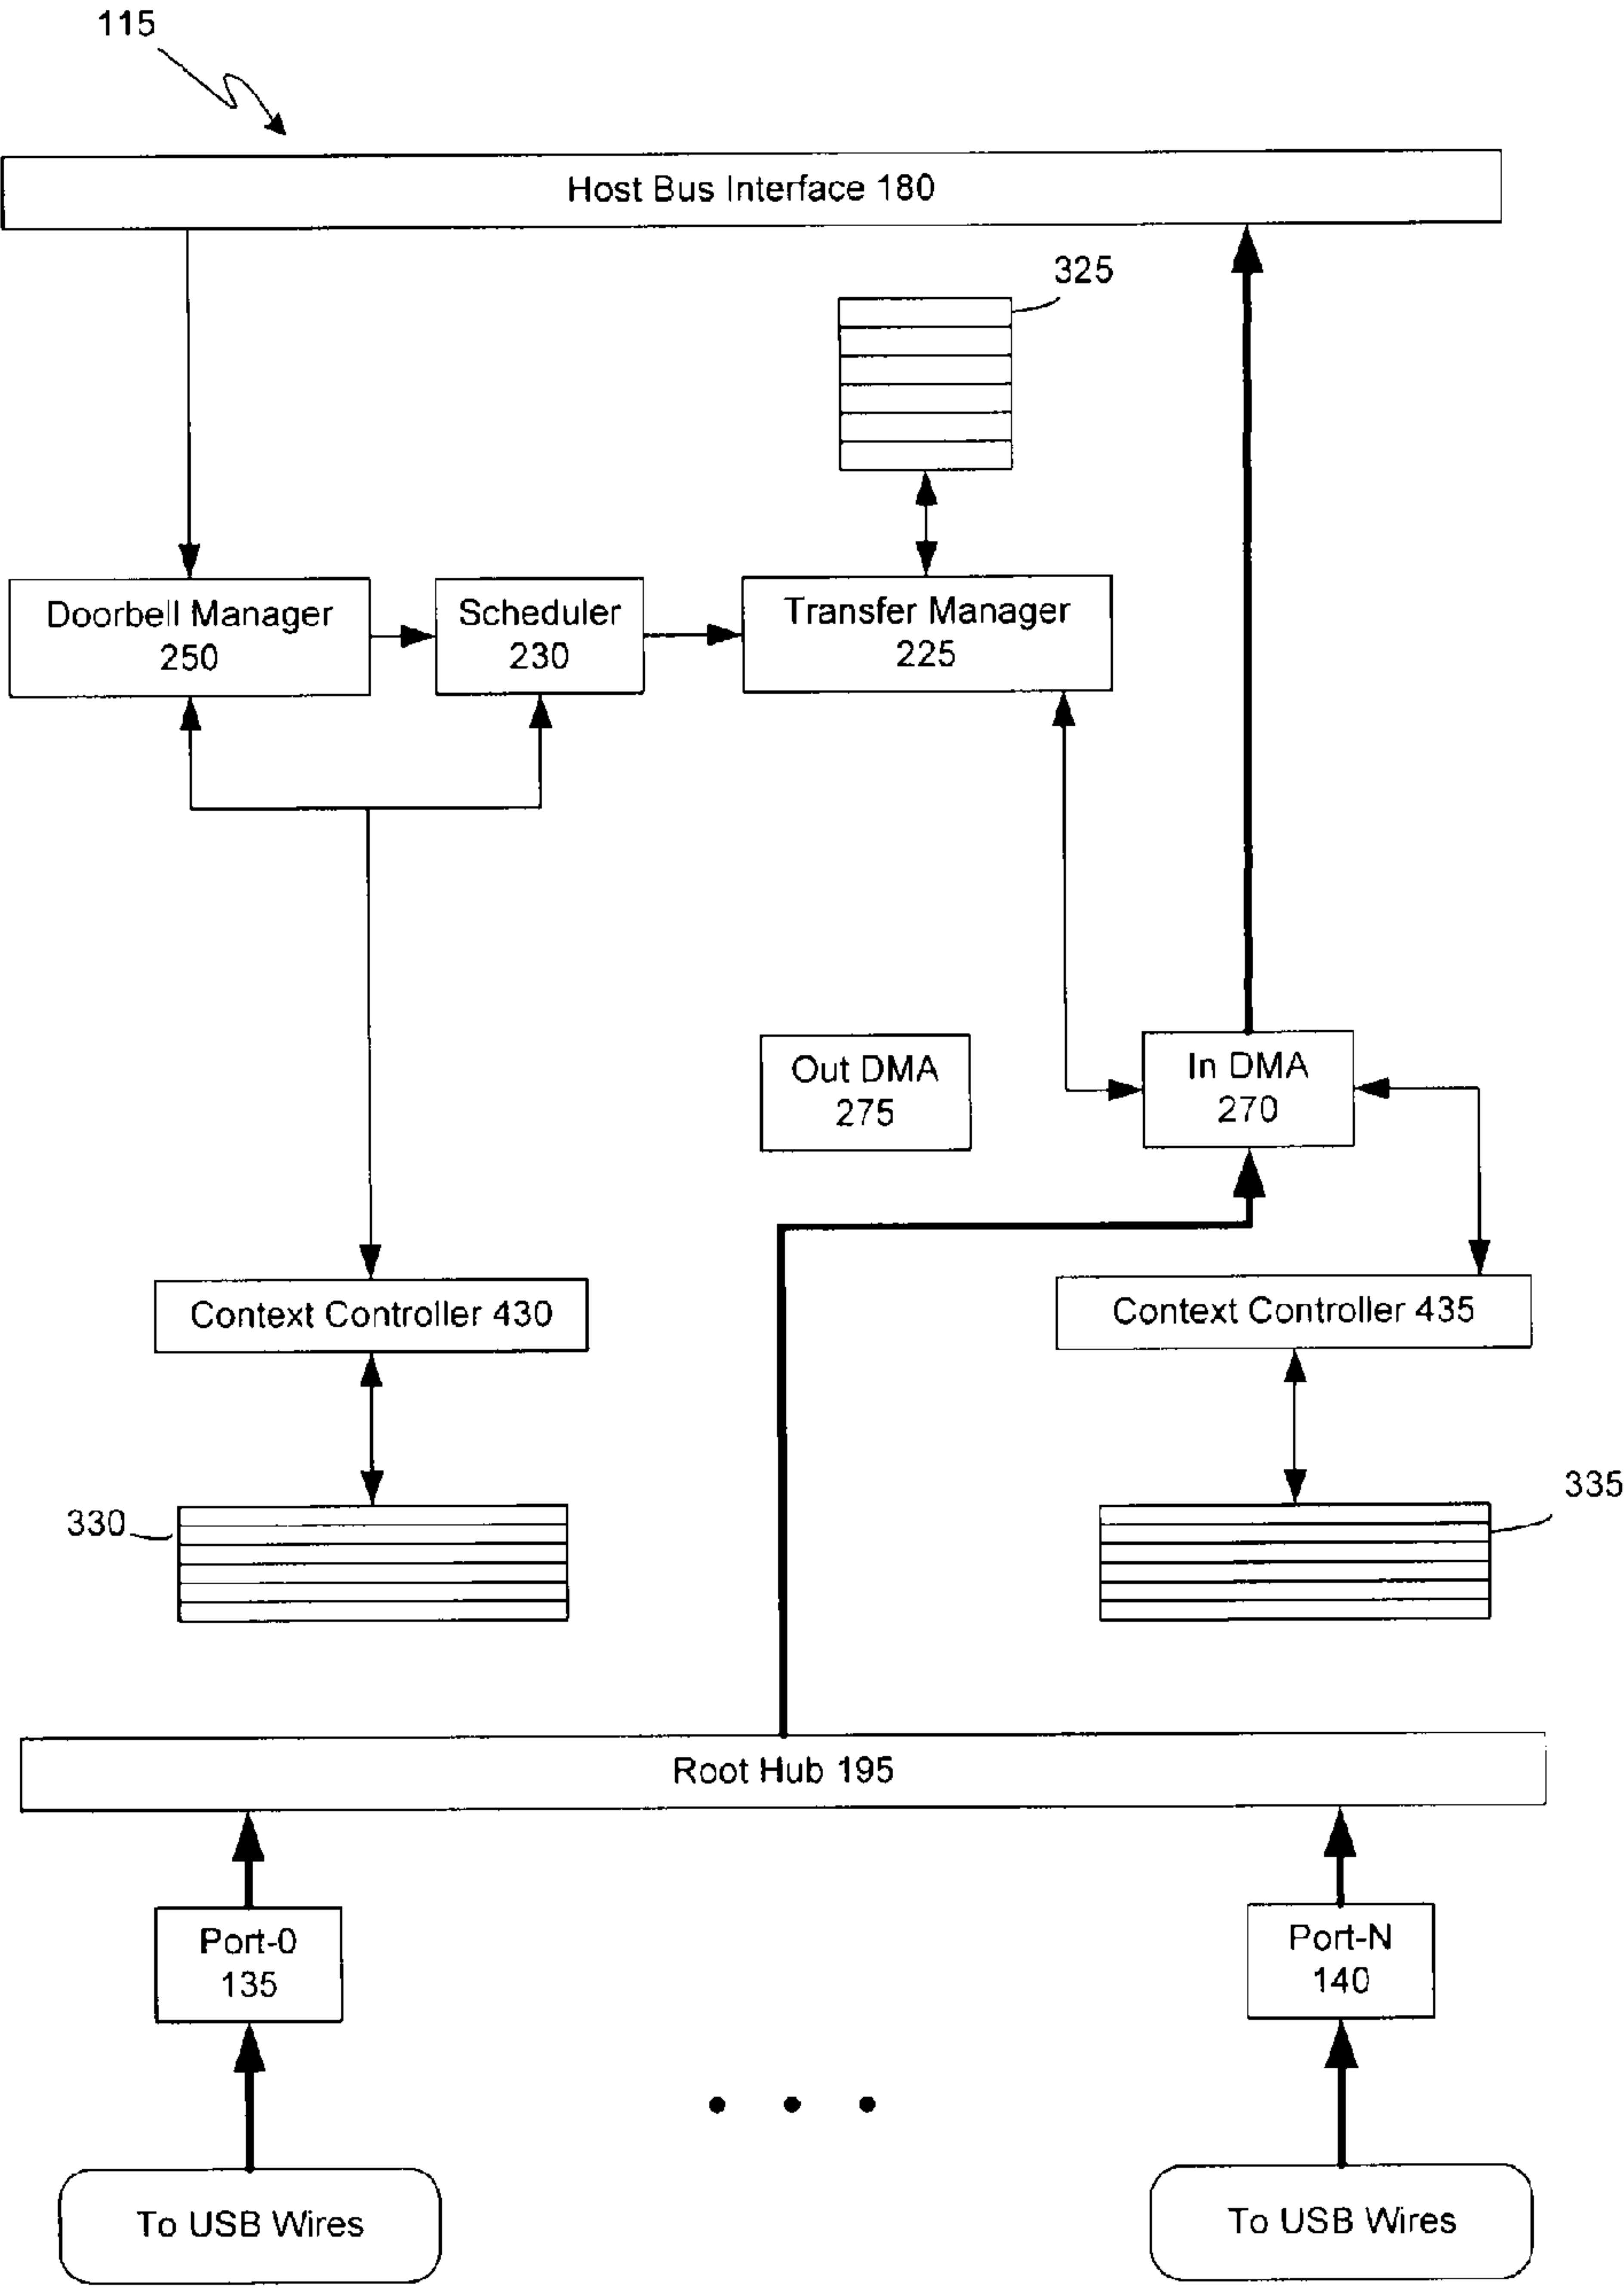 115
Host Bus Interface 180
325
Doorbell Manager
250
Scheduler
230
Transfer Manager
225
Out DMA
275
In DMA
270
Context Controller 430
Context Controller 435
330
335
Root Hub 195
Port-0
135
Port-N
140
To USB Wires
To USB Wires